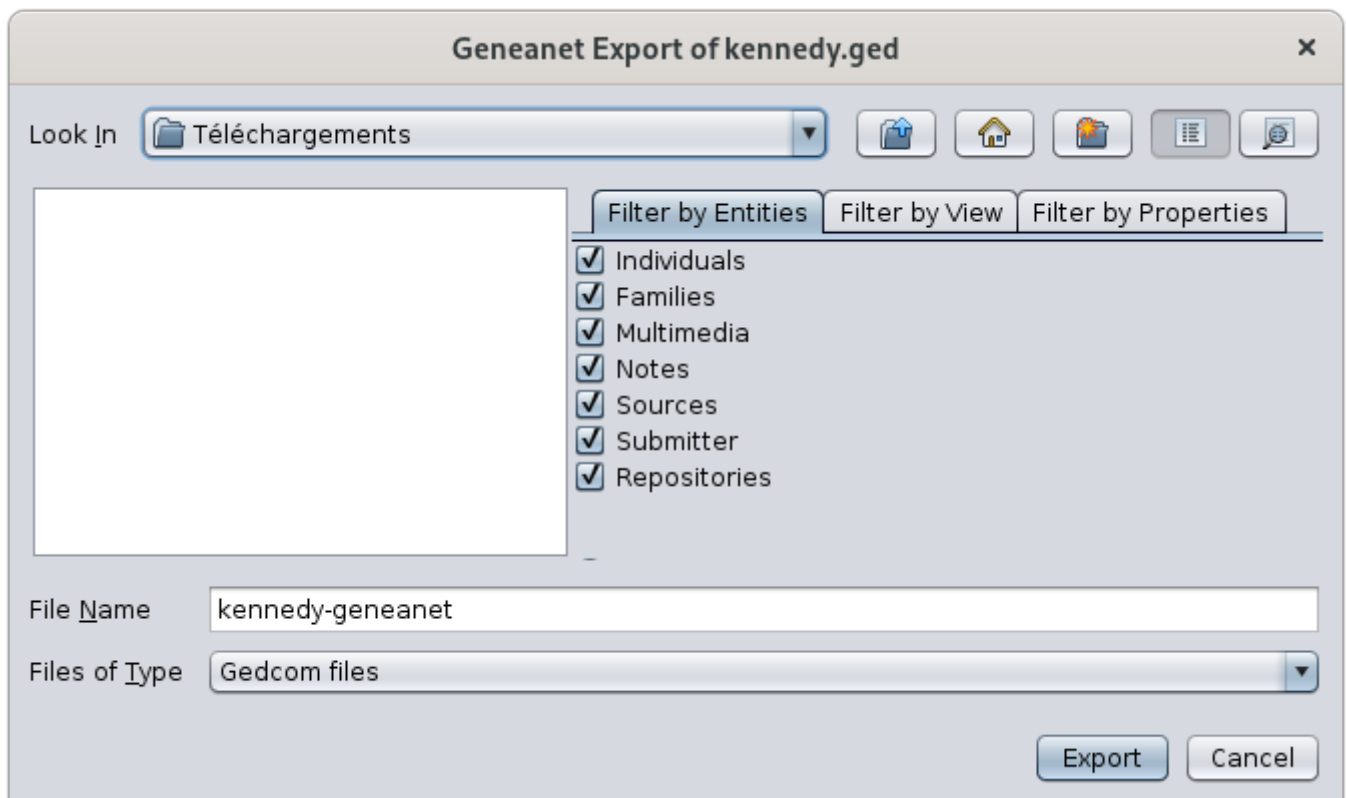 Geneanet Export of kennedy.ged
Look In Téléchargements
Filter by Entities Filter by View Filter by Properties
Individuals
Families
Multimedia
Notes
Sources
Submitter
Repositories
File Name kennedy-geneanet
Files of Type Gedcom files
Export Cancel